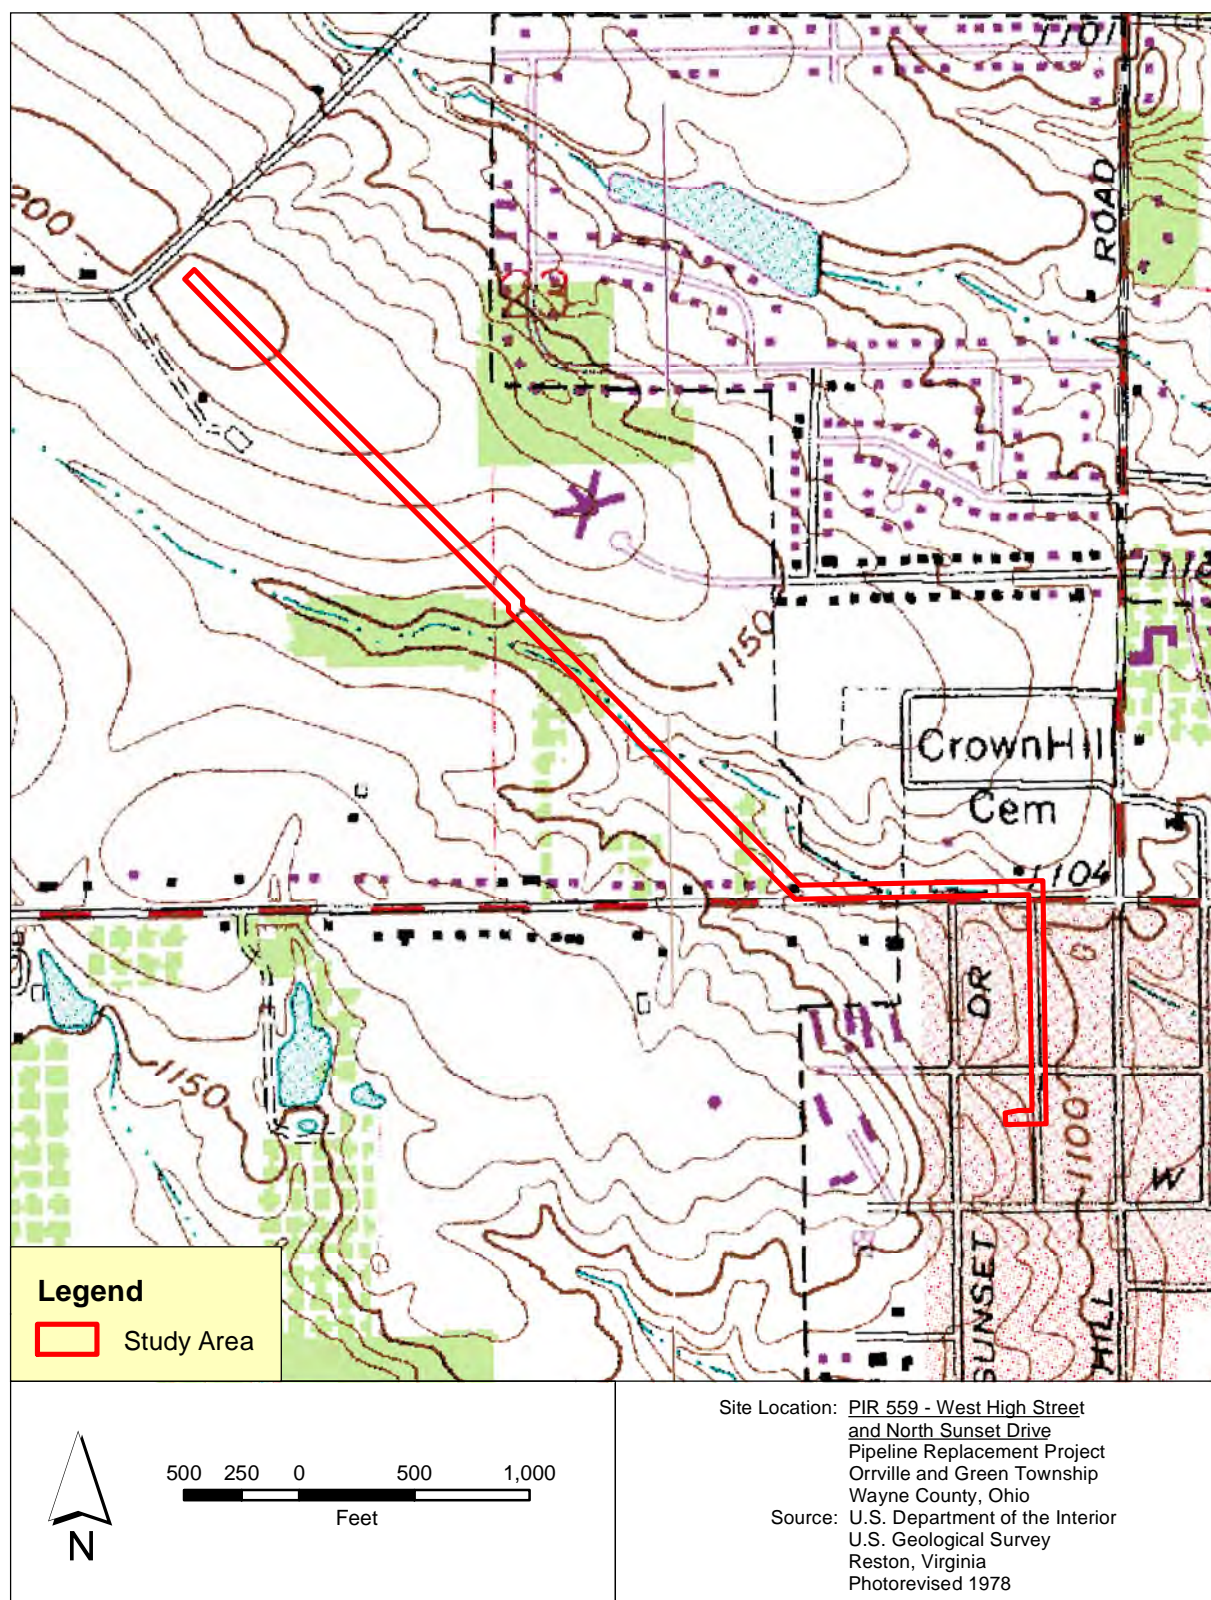 1101
200
ROAD
1150
1116
CrownHill
Cem
1104
DR
1150
1100
W
SUNSET
HILL
Legend
Study Area
500 250 0 500 1,000
Feet
N
Site Location: PIR 559 - West High Street
and North Sunset Drive
Pipeline Replacement Project
Orrville and Green Township
Wayne County, Ohio
Source: U.S. Department of the Interior
U.S. Geological Survey
Reston, Virginia
Photorevised 1978